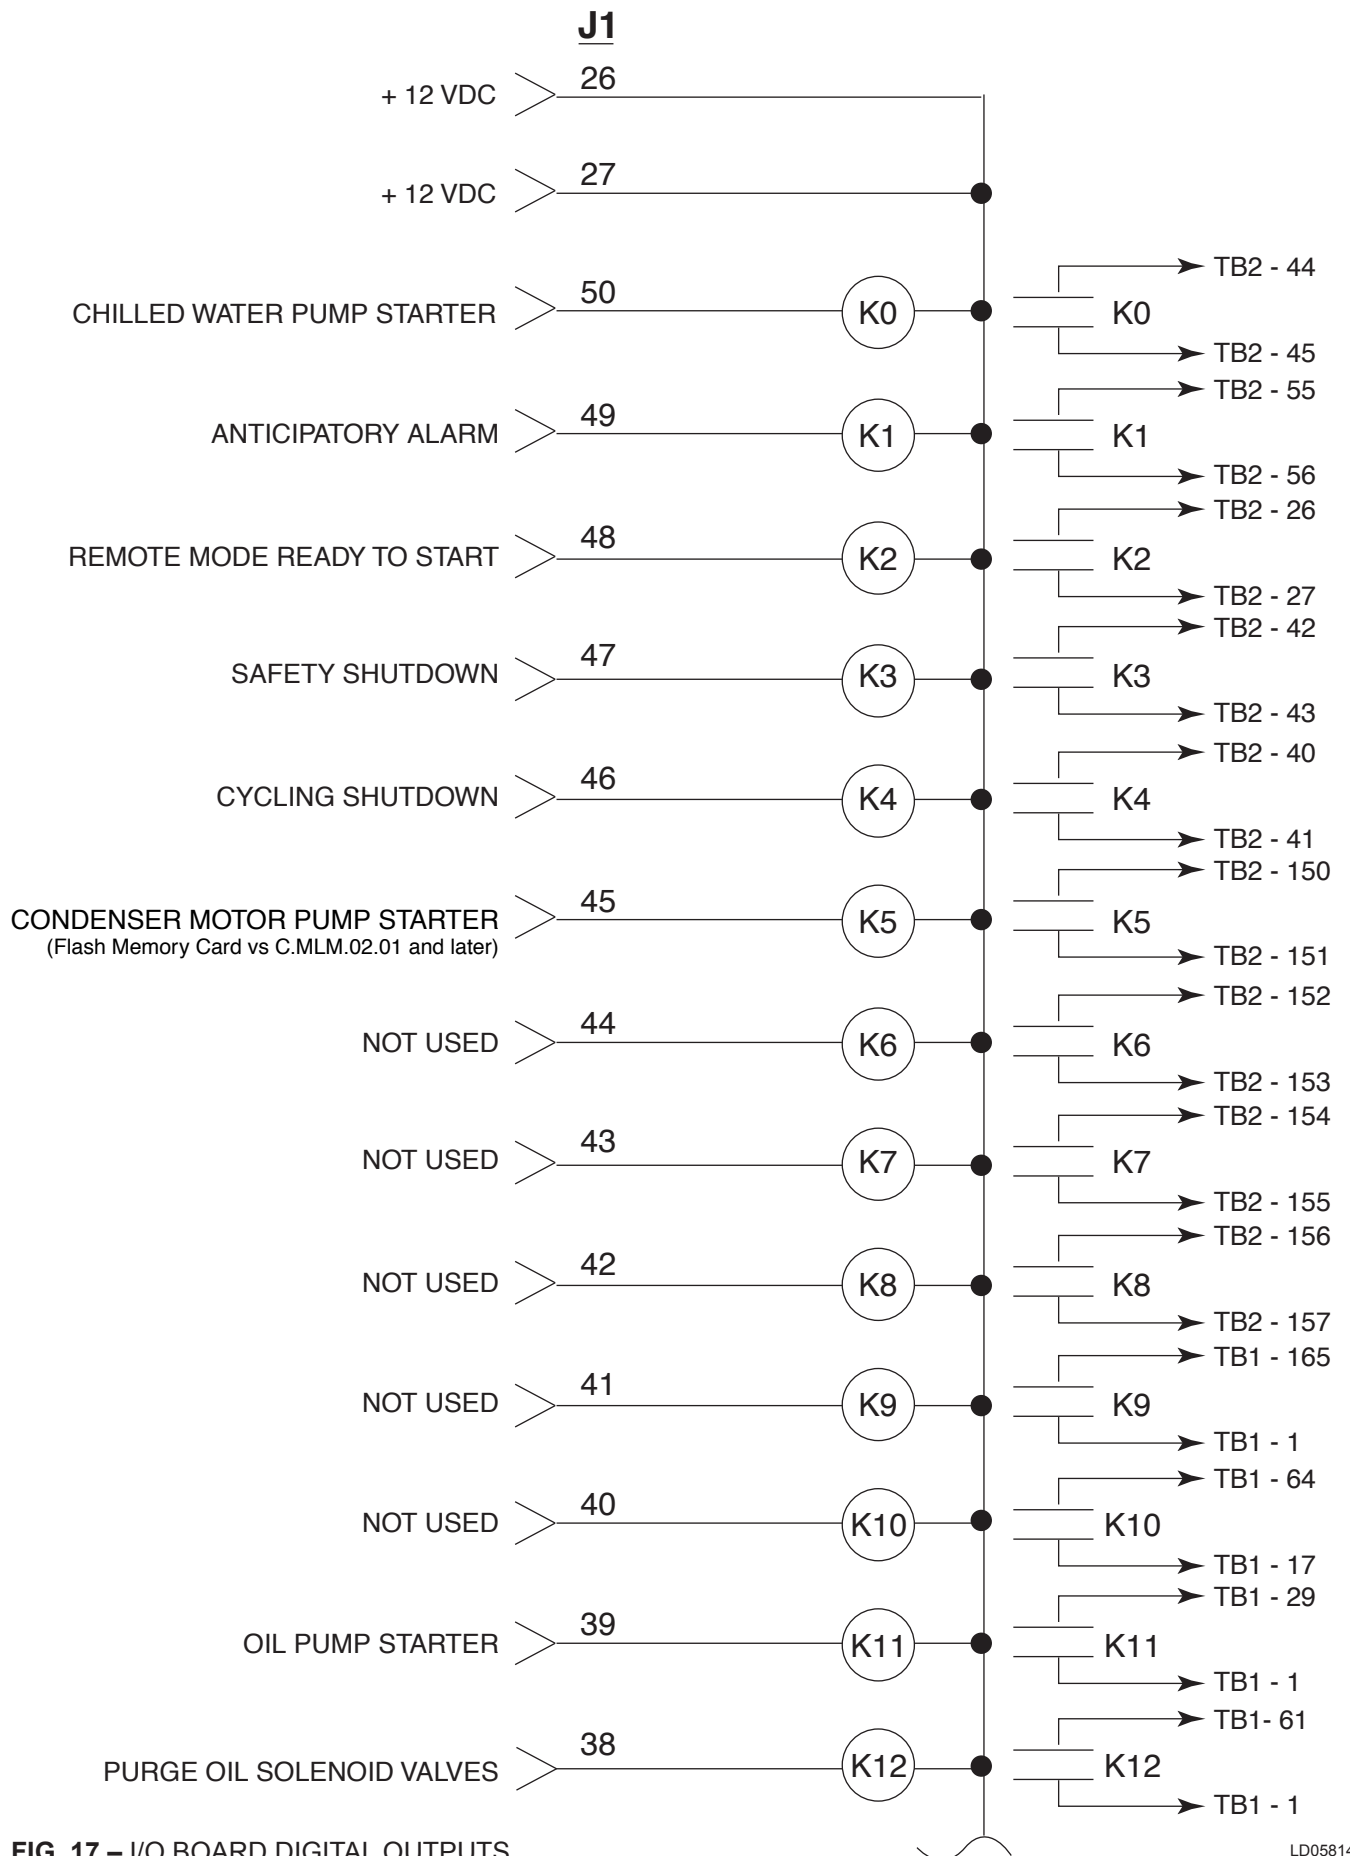 J1
+ 12 VDC 26
+ 12 VDC 27
TB2 - 44
CHILLED WATER PUMP STARTER 50 K0 K0
TB2 - 45
TB2 - 55
ANTICIPATORY ALARM 49 K1 K1
TB2 - 56
TB2 - 26
REMOTE MODE READY TO START 48 K2 K2
TB2 - 27
TB2 - 42
SAFETY SHUTDOWN 47 K3 K3
TB2 - 43
TB2 - 40
CYCLING SHUTDOWN 46 K4 K4
TB2 - 41
TB2 - 150
CONDENSER MOTOR PUMP STARTER 45 K5 K5
(Flash Memory Card vs C.MLM.02.01 and later)
TB2 - 151
TB2 - 152
NOT USED 44 K6 K6
TB2 - 153
TB2 - 154
NOT USED 43 K7 K7
TB2 - 155
TB2 - 156
NOT USED 42 K8 K8
TB2 - 157
TB1 - 165
NOT USED 41 K9 K9
TB1 - 1
TB1 - 64
NOT USED 40 K10 K10
TB1 - 17
TB1 - 29
OIL PUMP STARTER 39 K11 K11
TB1 - 1
TB1- 61
PURGE OIL SOLENOID VALVES 38 K12 K12
TB1 - 1
FIG. 17 – I/O BOARD DIGITAL OUTPUTS
LD05814